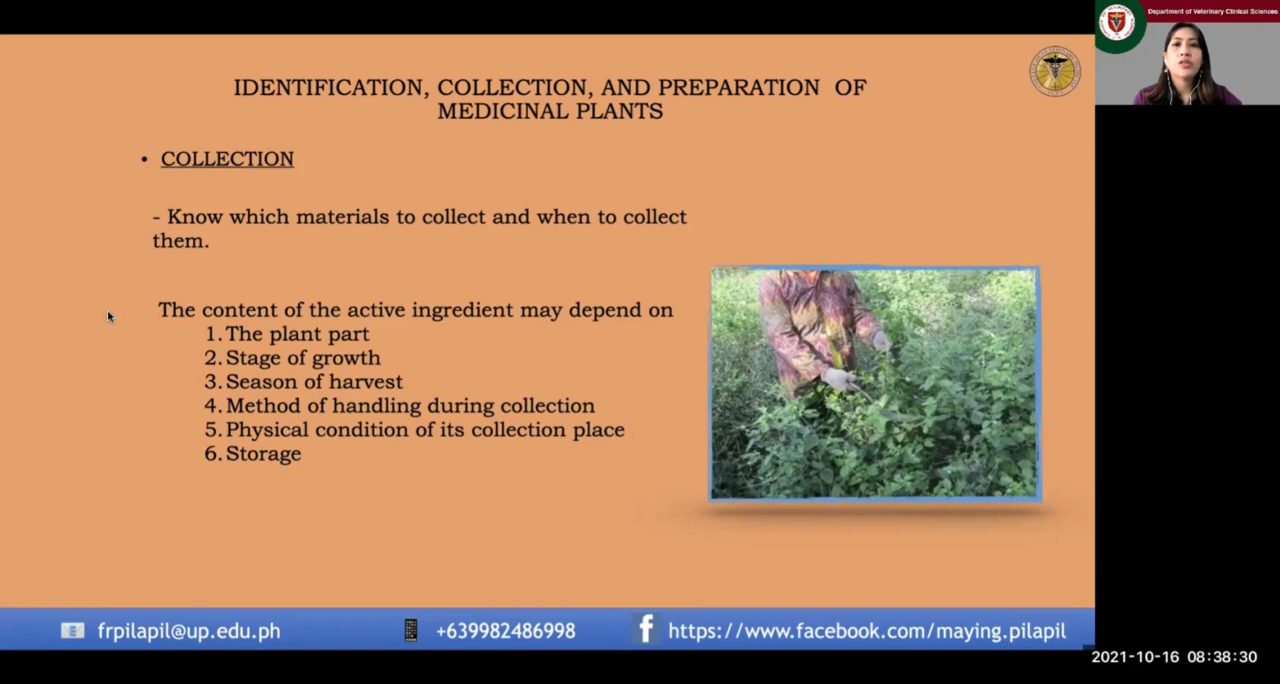 Department of Veterinary Clinical Sciences
IDENTIFICATION, COLLECTION, AND PREPARATION OF
MEDICINAL PLANTS
• COLLECTION
- Know which materials to collect and when to collect
them.
The content of the active ingredient may depend on
1. The plant part
2. Stage of growth
3. Season of harvest
4. Method of handling during collection
5. Physical condition of its collection place
6. Storage
frpilapil@up.edu.ph
+639982486998
https://www.facebook.com/maying.pilapil
2021-10-16 08:38:30